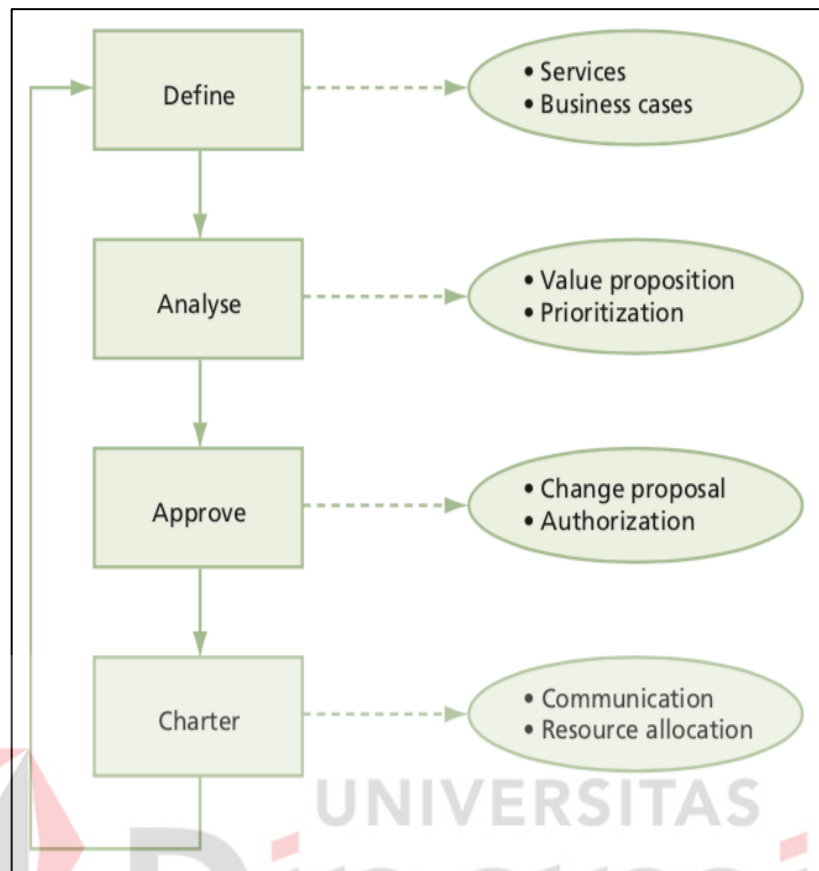 Define
• Services
• Business cases
Analyse
• Value proposition
• Prioritization
Approve
• Change proposal
• Authorization
Charter
• Communication
• Resource allocation
UNIVERSITAS